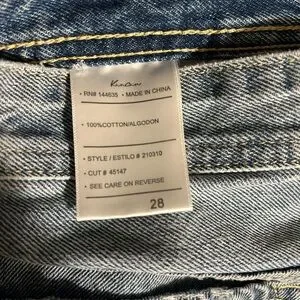 • RN# 144635 • MADE IN CHINA
• 100%COTTON/ALGODON
• STYLE / ESTILO # 210310
• CUT # 45147
• SEE CARE ON REVERSE
28